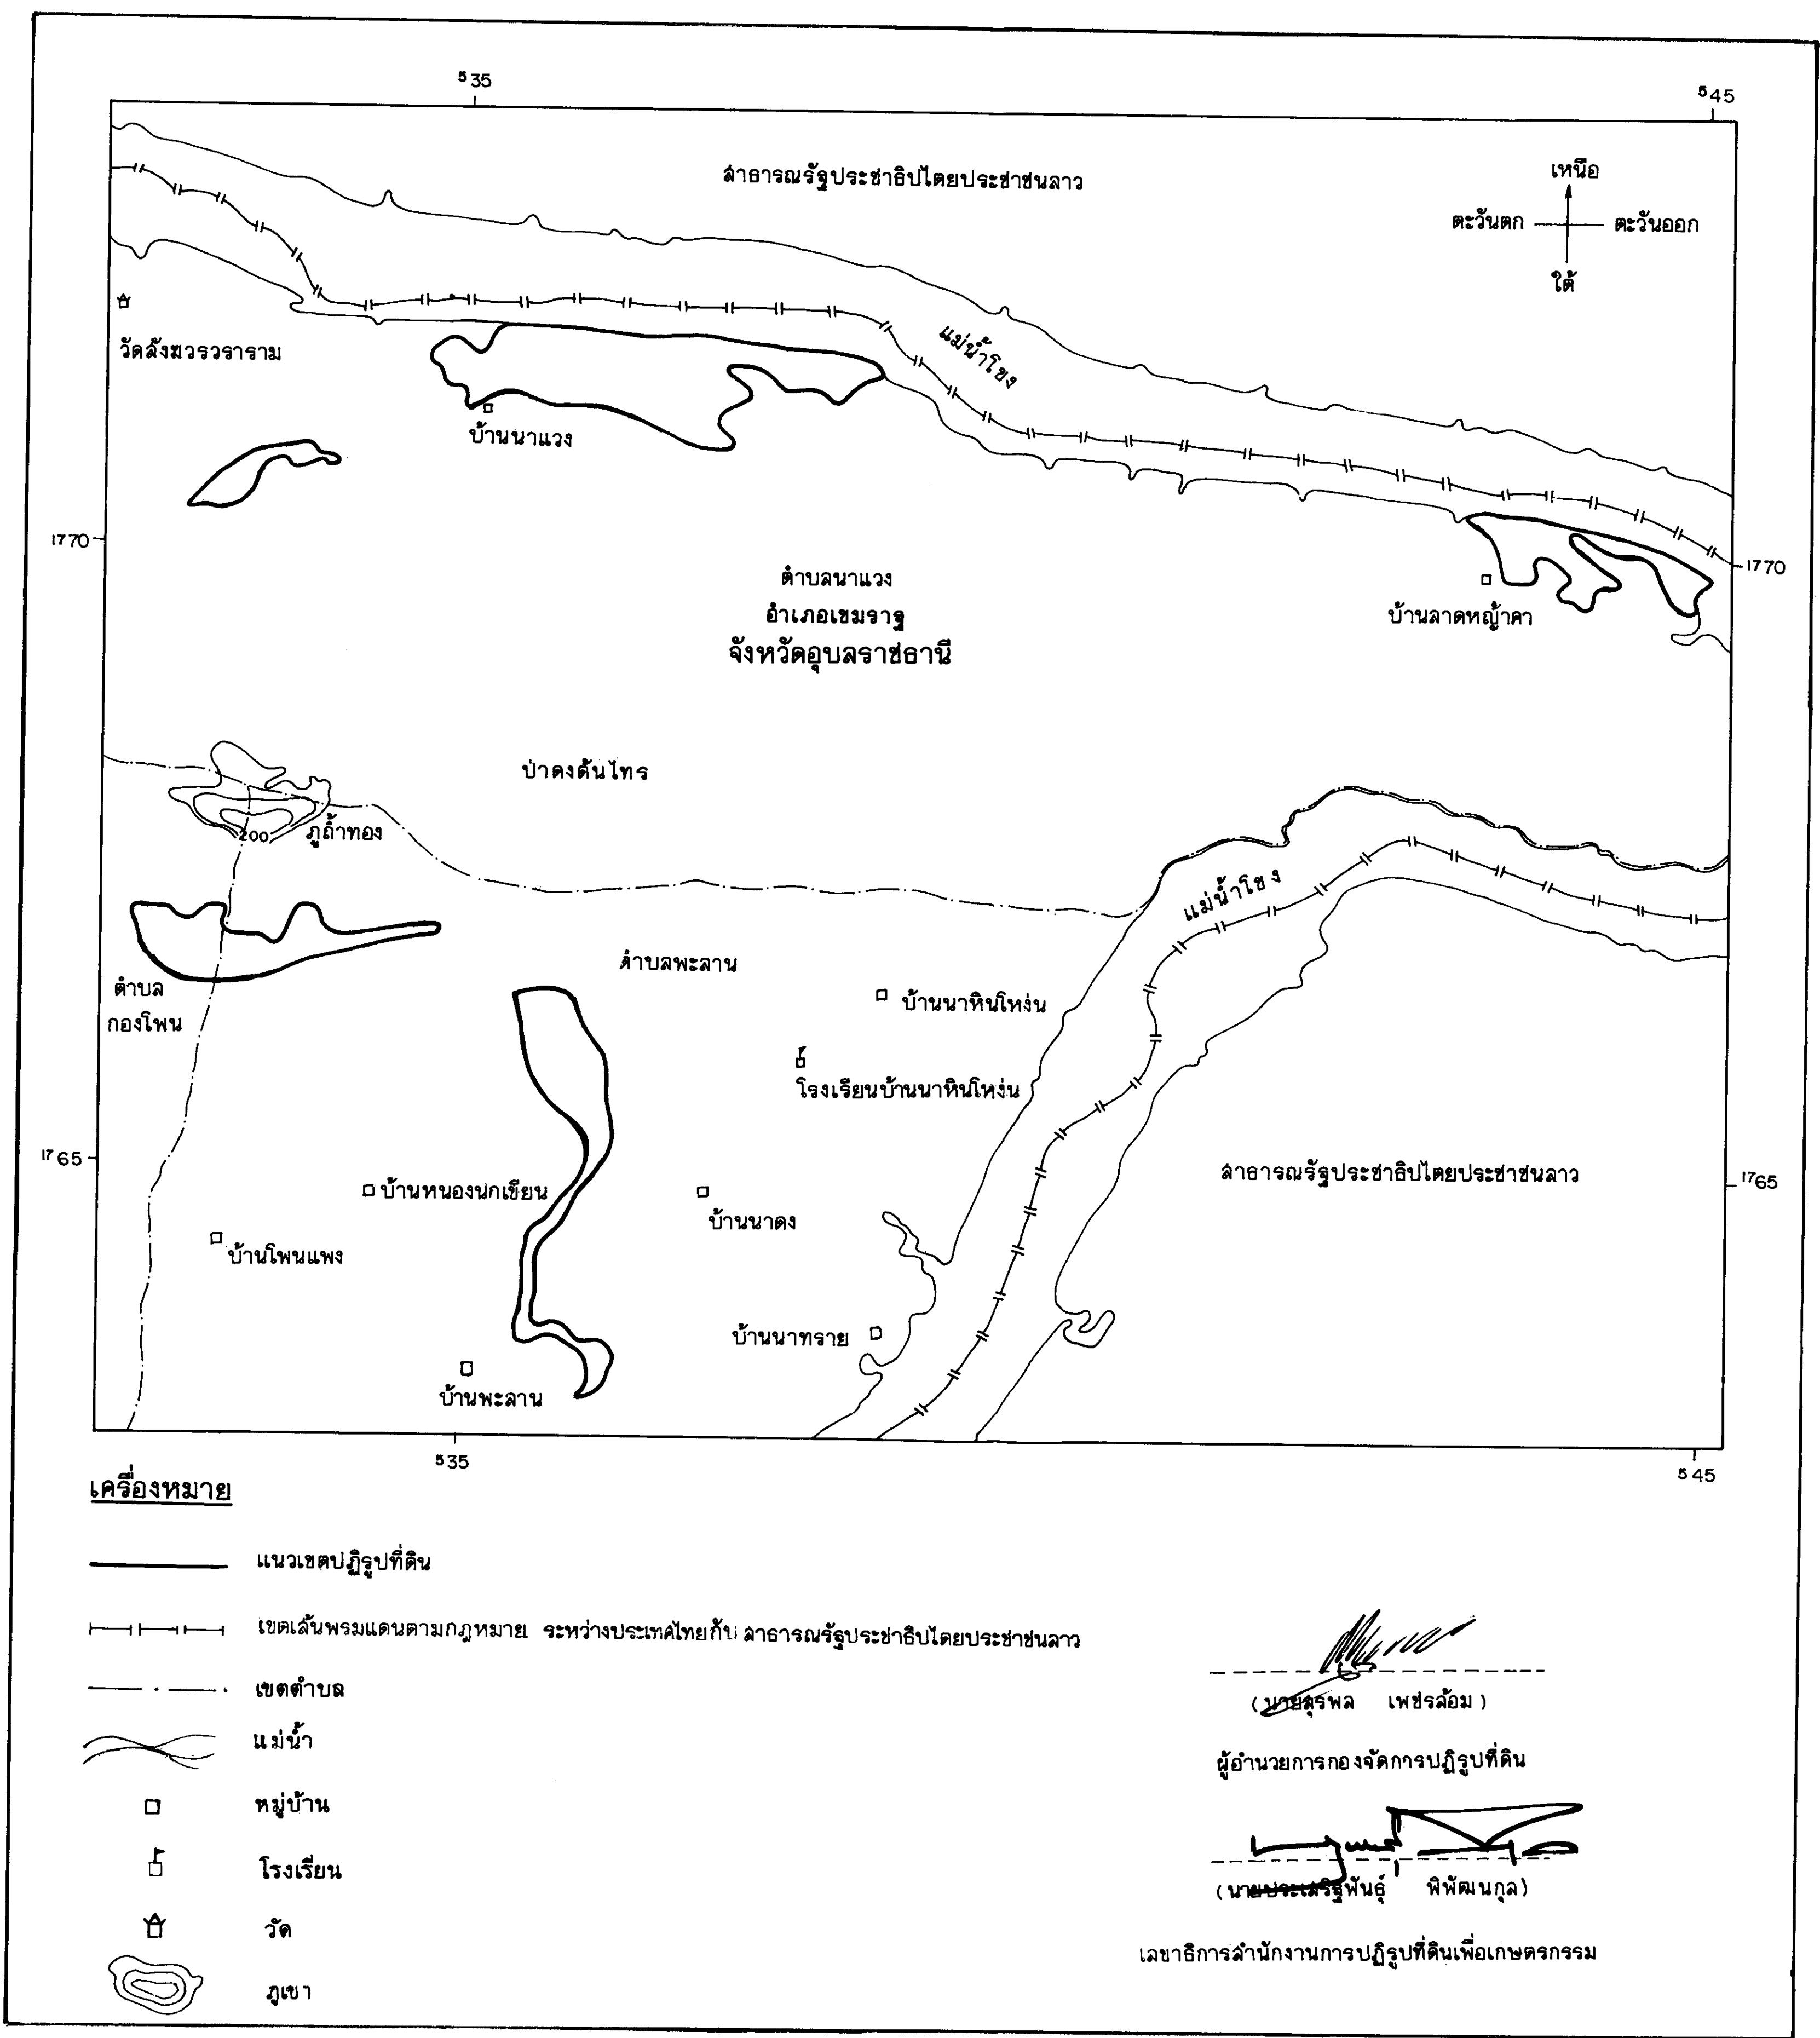 535
545
สาธารณรัฐประชาธิปไตยประชาชนลาว
เหนือ
ตะวันตก
ตะวันออก
ใต้
แม่น้ำโขง
วัดสังฆวรวราราม
บ้านนาแวง
1770
1770
ตำบลนาแวง
อำเภอเขมราฐ
จังหวัดอุบลราชธานี
บ้านลาดหญ้าคา
ป่าดงต้นไทร
200
ภูถ้ำทอง
แม่น้ำโขง
ตำบลพะลาน
ตำบล
กองโพน
บ้านนาหินโหง่น
โรงเรียนบ้านนาหินโหง่น
1765
สาธารณรัฐประชาธิปไตยประชาชนลาว
1765
บ้านหนองนกเขียน
บ้านนาดง
บ้านโพนแพง
บ้านนาทราย
บ้านพะลาน
535
545
เครื่องหมาย
แนวเขตปฏิรูปที่ดิน
เขตเส้นพรมแดนตามกฎหมาย ระหว่างประเทศไทยกับ สาธารณรัฐประชาธิปไตยประชาชนลาว
เขตตำบล
แม่น้ำ
หมู่บ้าน
โรงเรียน
วัด
ภูเขา
(นายสุรพล เพชรล้อม)
ผู้อำนวยการกองจัดการปฏิรูปที่ดิน
(นายประเสริฐพันธุ์ พิพัฒนกุล)
เลขาธิการสำนักงานการปฏิรูปที่ดินเพื่อเกษตรกรรม